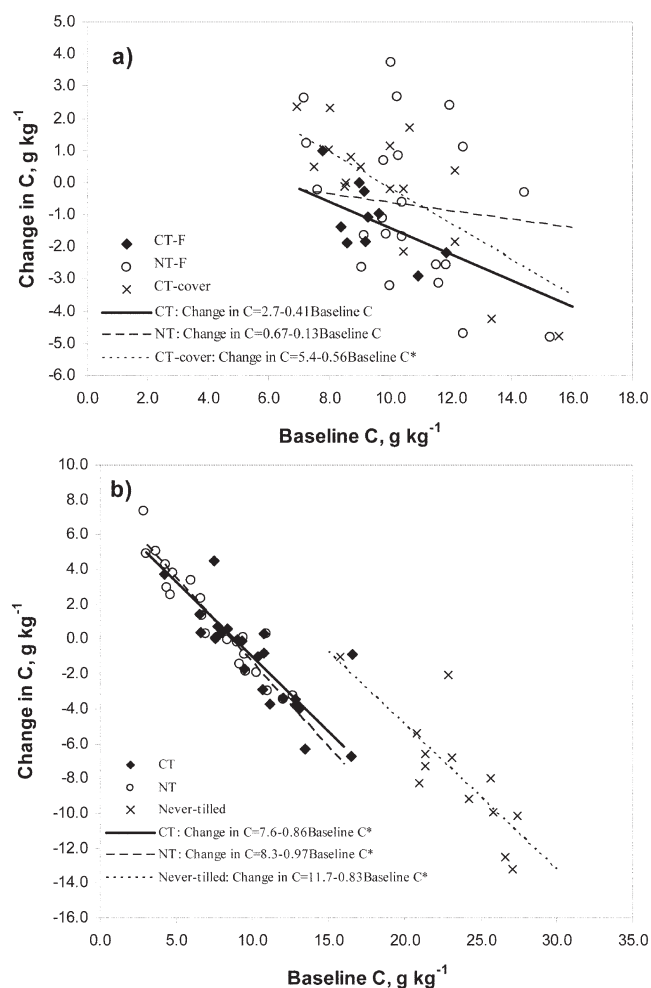 a)
Change in C, g kg-1
5.0
4.0
3.0
2.0
1.0
0.0
-1.0
-2.0
-3.0
-4.0
-5.0
-6.0
CT-F
NT-F
CT-cover
CT: Change in C=2.7-0.41Baseline C
NT: Change in C=0.67-0.13Baseline C
CT-cover: Change in C=5.4-0.56Baseline C*
0.0 2.0 4.0 6.0 8.0 10.0 12.0 14.0 16.0 18.0
Baseline C, g kg-1
b)
Change in C, g kg-1
10.0
8.0
6.0
4.0
2.0
0.0
-2.0
-4.0
-6.0
-8.0
-10.0
-12.0
-14.0
-16.0
CT
NT
Never-tilled
CT: Change in C=7.6-0.86Baseline C*
NT: Change in C=8.3-0.97Baseline C*
Never-tilled: Change in C=11.7-0.83Baseline C*
0.0 5.0 10.0 15.0 20.0 25.0 30.0 35.0
Baseline C, g kg-1